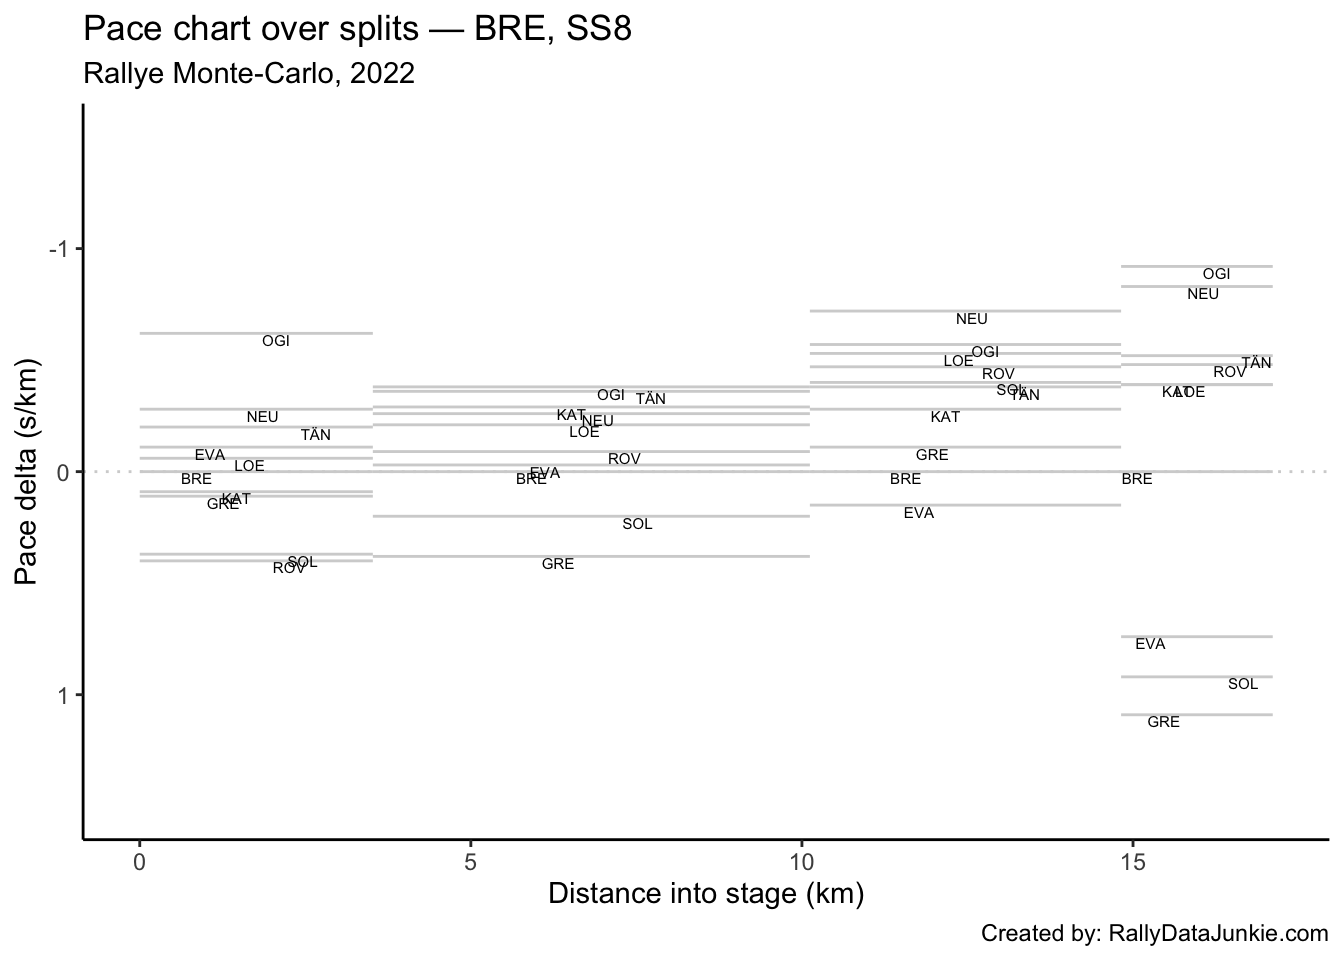 Pace chart over splits — BRE, SS8
Rallye Monte-Carlo, 2022
Pace delta (s/km)
-1
0
1
OGI
NEU
TÄN
EVA
LOE
BRE
KAT
GRE
SOL
ROV
OGI
TÄN
KAT
NEU
LOE
ROV
EVA
BRE
SOL
GRE
NEU
OGI
LOE
ROV
SOL
TÄN
KAT
GRE
BRE
EVA
OGI
NEU
TÄN
ROV
KAT
LOE
BRE
EVA
SOL
GRE
0 5 10 15
Distance into stage (km)
Created by: RallyDataJunkie.com